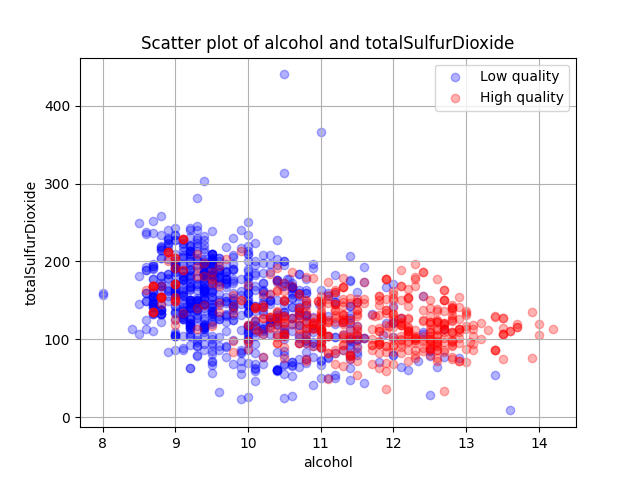 Scatter plot of alcohol and totalSulfurDioxide
Low quality
High quality
totalSulfurDioxide
400
300
200
100
0
8 9 10 11 12 13 14
alcohol